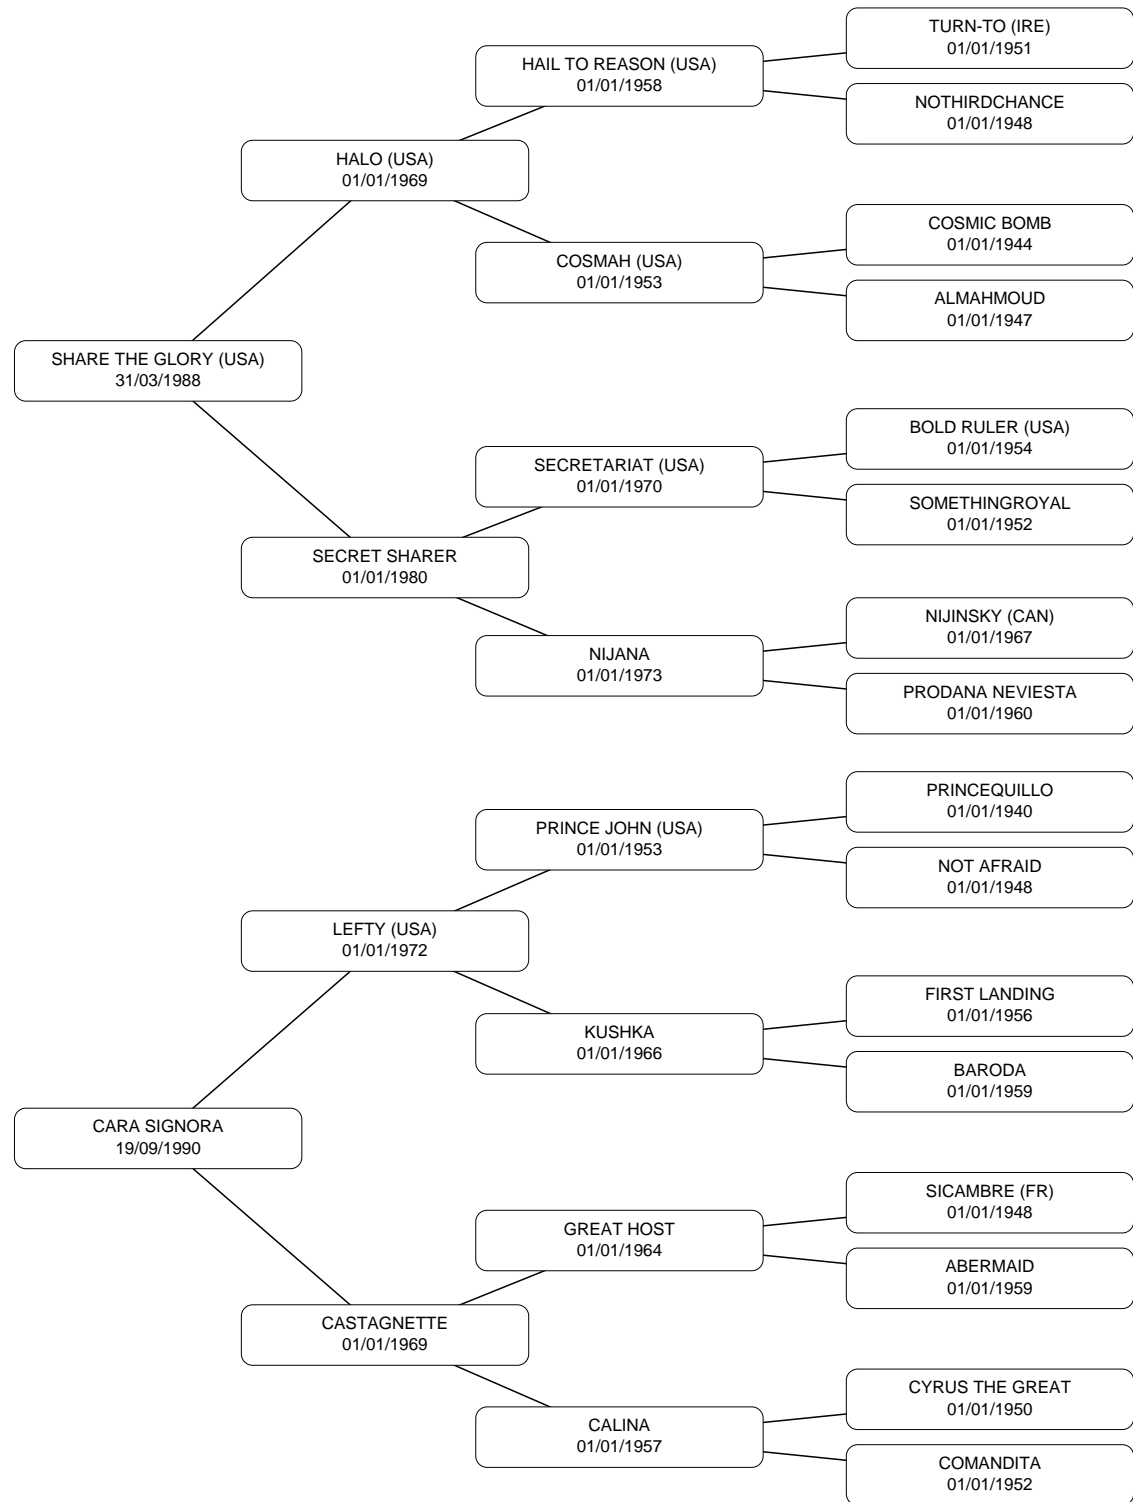 TURN-TO (IRE)
01/01/1951
HAIL TO REASON (USA)
01/01/1958
NOTHIRDCHANCE
01/01/1948
HALO (USA)
01/01/1969
COSMIC BOMB
01/01/1944
COSMAH (USA)
01/01/1953
ALMAHMOUD
01/01/1947
SHARE THE GLORY (USA)
31/03/1988
BOLD RULER (USA)
01/01/1954
SECRETARIAT (USA)
01/01/1970
SOMETHINGROYAL
01/01/1952
SECRET SHARER
01/01/1980
NIJINSKY (CAN)
01/01/1967
NIJANA
01/01/1973
PRODANA NEVIESTA
01/01/1960
PRINCEQUILLO
01/01/1940
PRINCE JOHN (USA)
01/01/1953
NOT AFRAID
01/01/1948
LEFTY (USA)
01/01/1972
FIRST LANDING
01/01/1956
KUSHKA
01/01/1966
BARODA
01/01/1959
CARA SIGNORA
19/09/1990
SICAMBRE (FR)
01/01/1948
GREAT HOST
01/01/1964
ABERMAID
01/01/1959
CASTAGNETTE
01/01/1969
CYRUS THE GREAT
01/01/1950
CALINA
01/01/1957
COMANDITA
01/01/1952